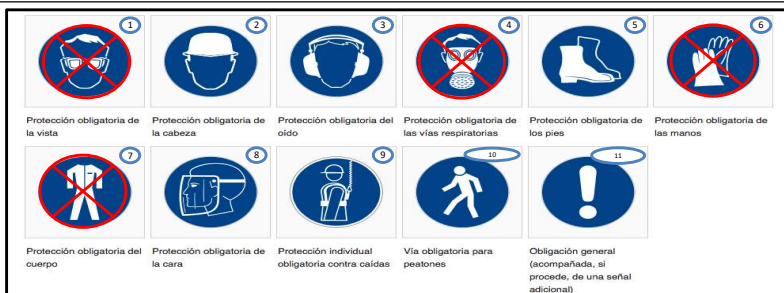 1
2
3
4
5
6
Protección obligatoria de
la vista
Protección obligatoria de
la cabeza
Protección obligatoria del
oído
Protección obligatoria de
las vías respiratorias
Protección obligatoria de
los pies
Protección obligatoria de
las manos
7
8
9
10
11
Protección obligatoria del
cuerpo
Protección obligatoria de
la cara
Protección individual
obligatoria contra caídas
Vía obligatoria para
peatones
Obligación general
(acompañada, si
procede, de una señal
adicional)